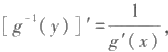 [ g⁻¹(y) ]′ = 1/g′(x),